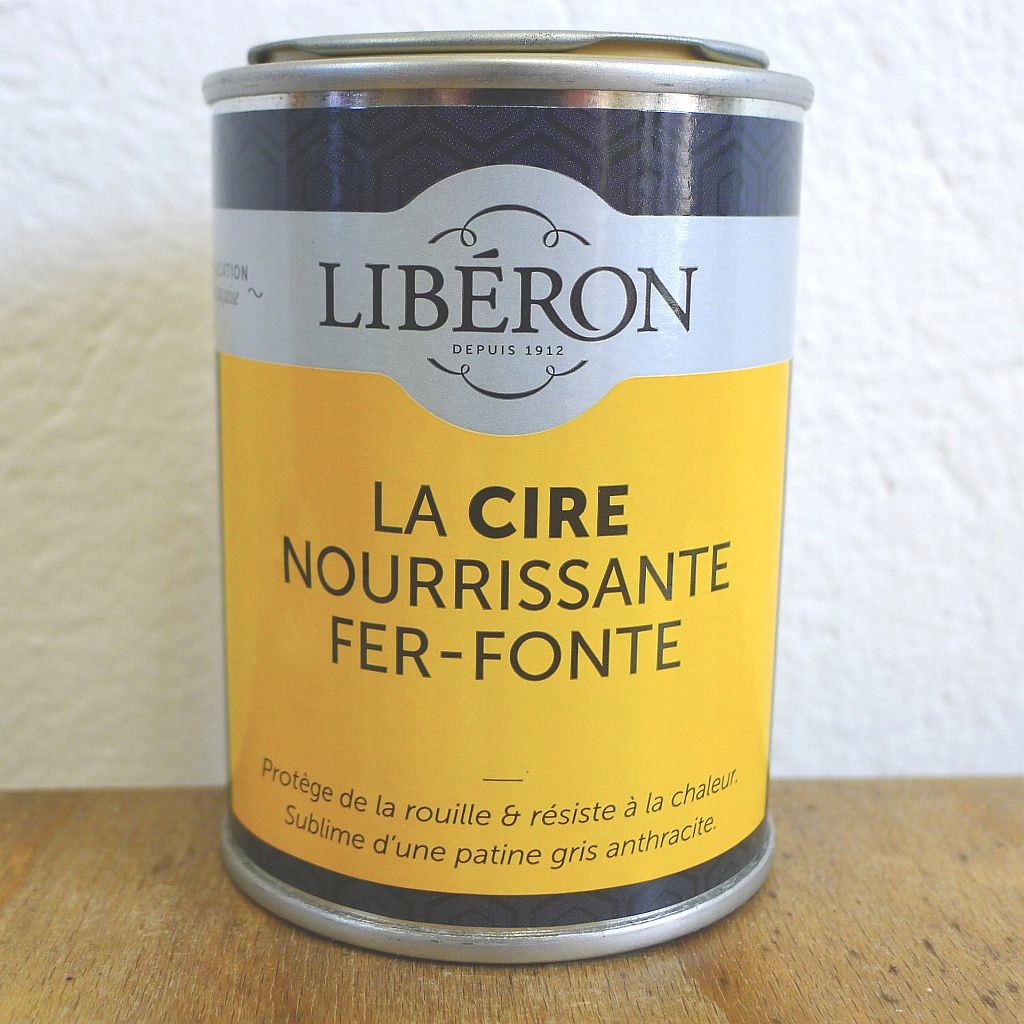 LIBÉRON
DEPUIS 1912
LA CIRE
NOURRISSANTE
FER-FONTE
Protège de la rouille & résiste à la chaleur.
Sublime d'une patine gris anthracite.